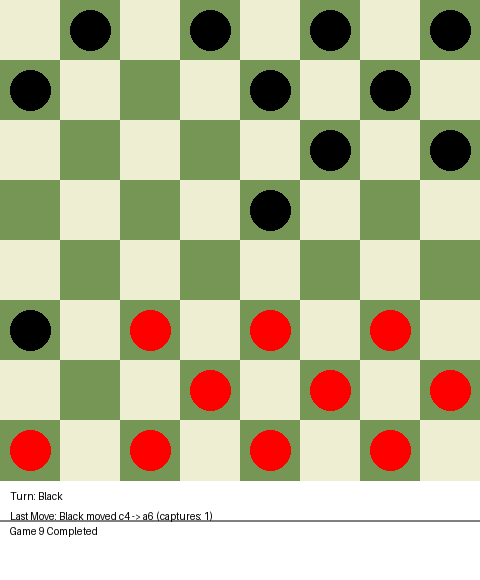 Turn: Black
Last Move: Black moved c4 -> a6 (captures: 1)
Game 9 Completed